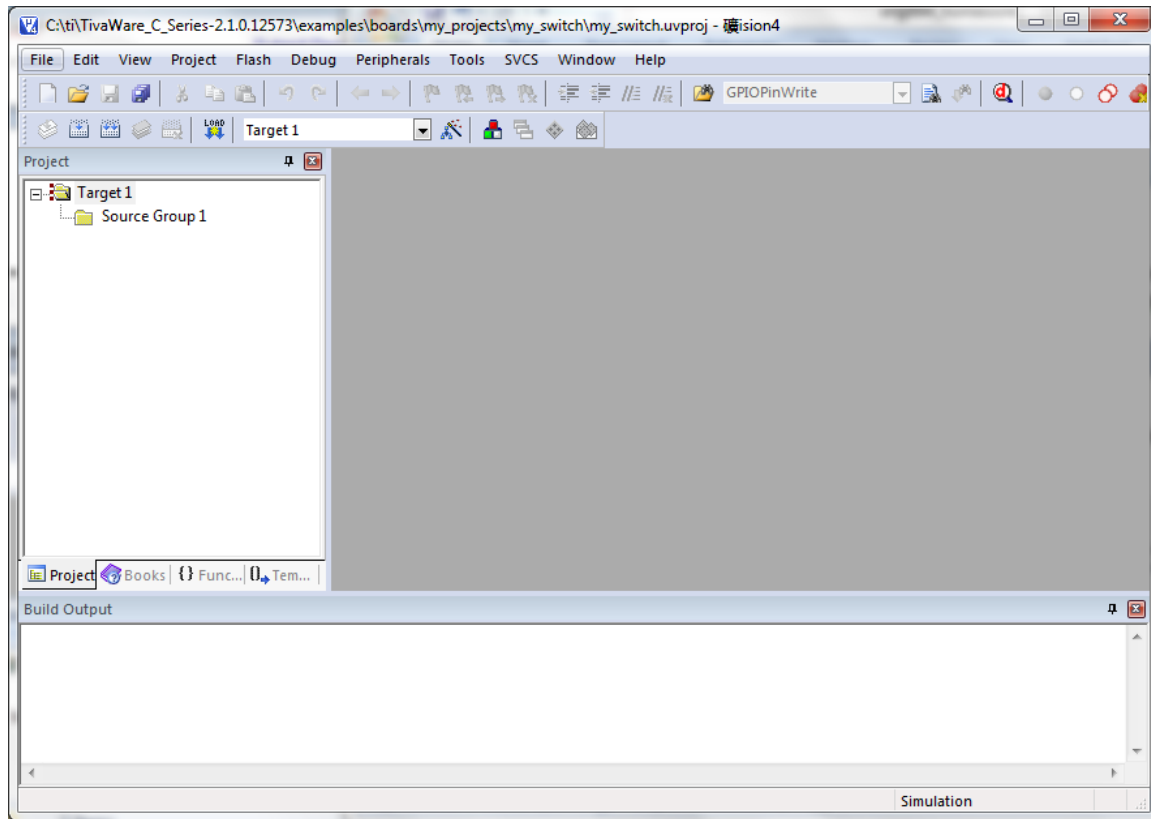 C:\ti\TivaWare_C_Series-2.1.0.12573\examples\boards\my_projects\my_switch\my_switch.uvproj - 礦ision4
File Edit View Project Flash Debug Peripherals Tools SVCS Window Help
GPIOPinWrite
LOAD Target 1
Project
Target 1
Source Group 1
Project Books {} Func... Tem...
Build Output
Simulation